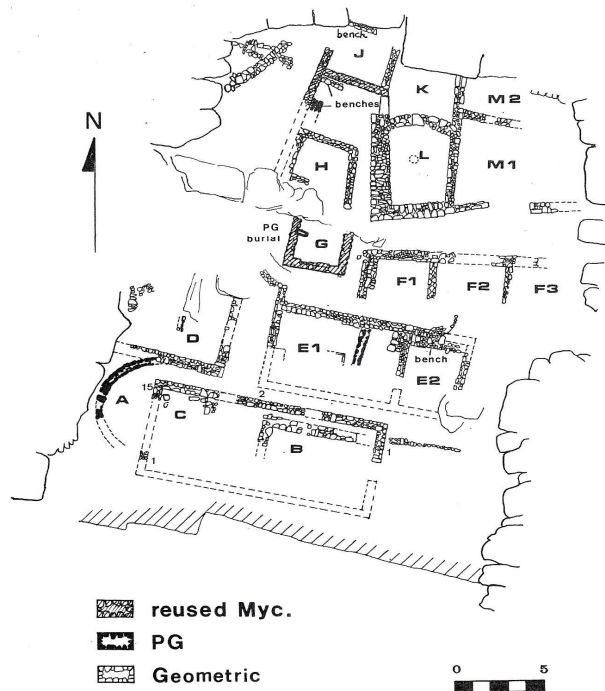 bench
J
K
M 2
benches
N
L
M1
H
PG
burial
G
F1
F2
F3
D
E1
bench
E2
15
2
A
C
B
1
1
reused Myc.
PG
Geometric
0 5